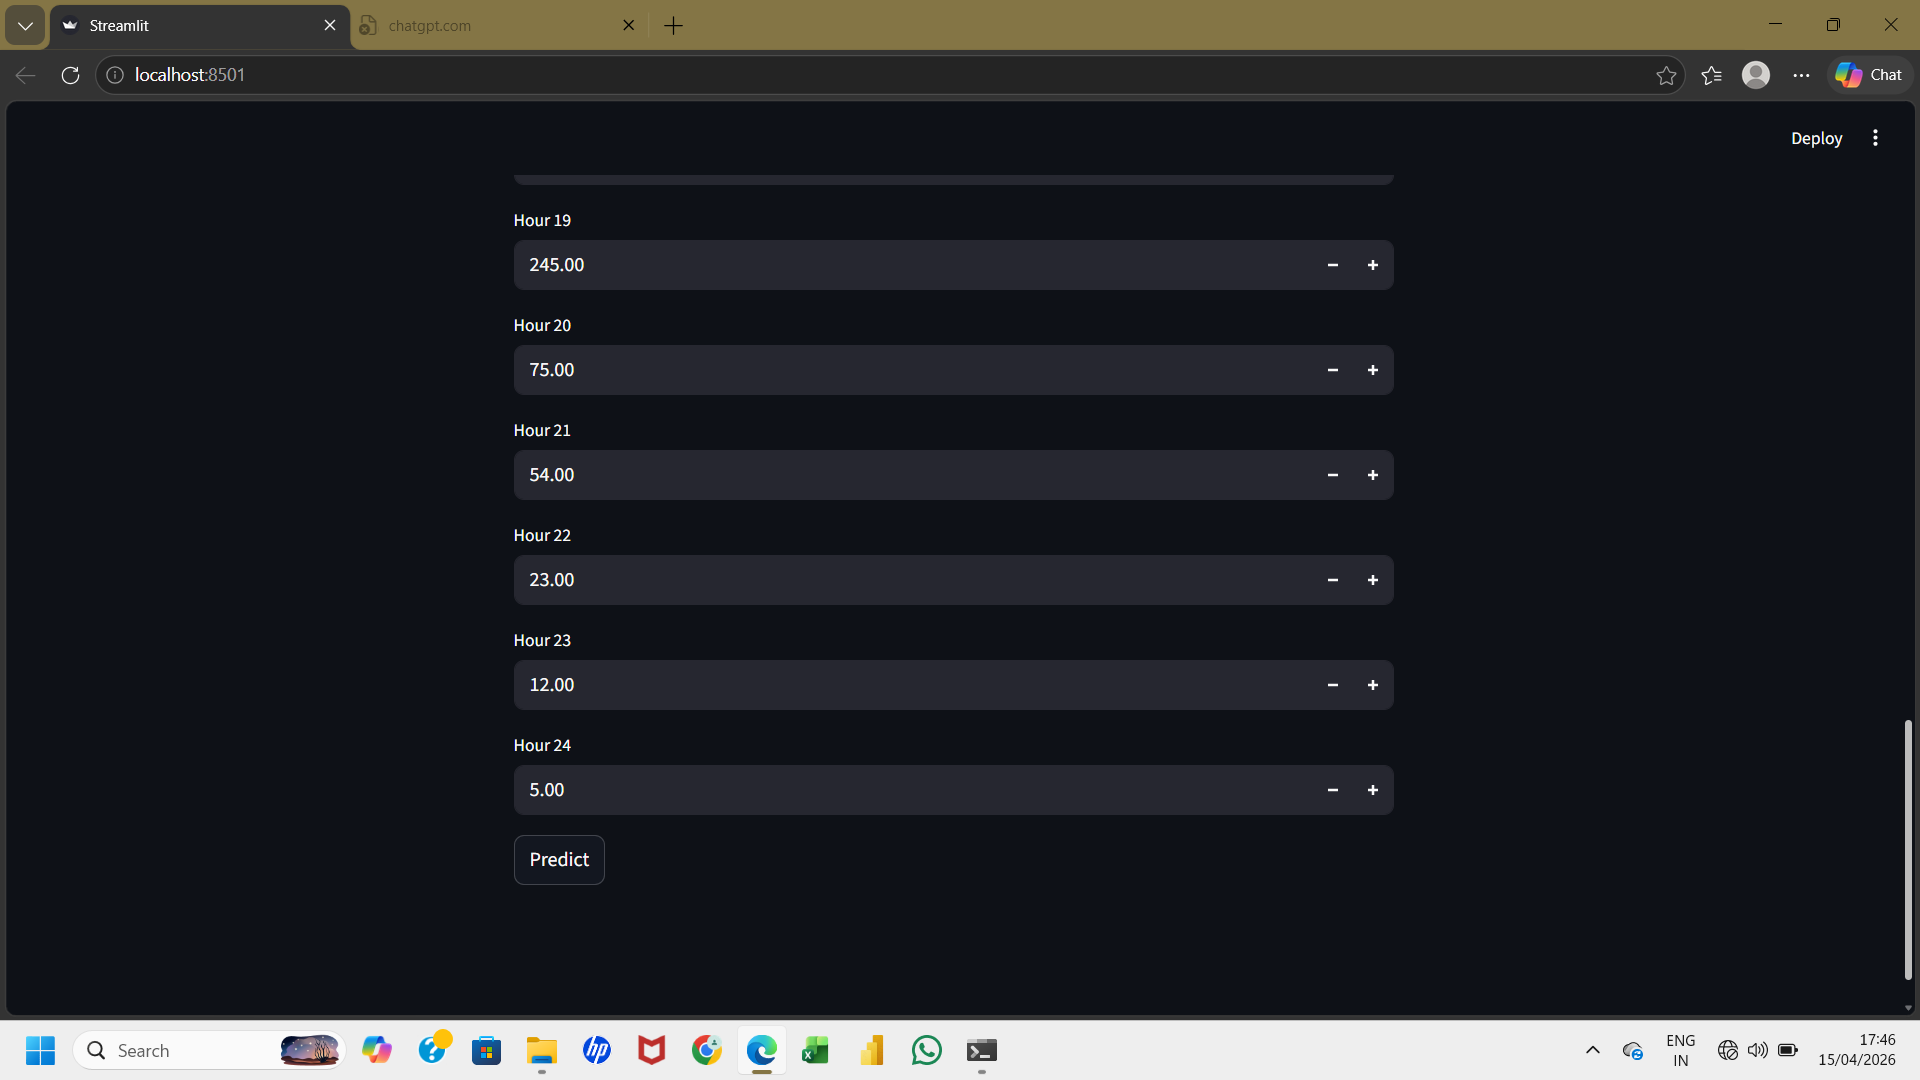 Streamlit
chatgpt.com
localhost:8501
Chat
Deploy
Hour 19
245.00
Hour 20
75.00
Hour 21
54.00
Hour 22
23.00
Hour 23
12.00
Hour 24
5.00
Predict
Search
hp
ENG
IN
17:46
15/04/2026